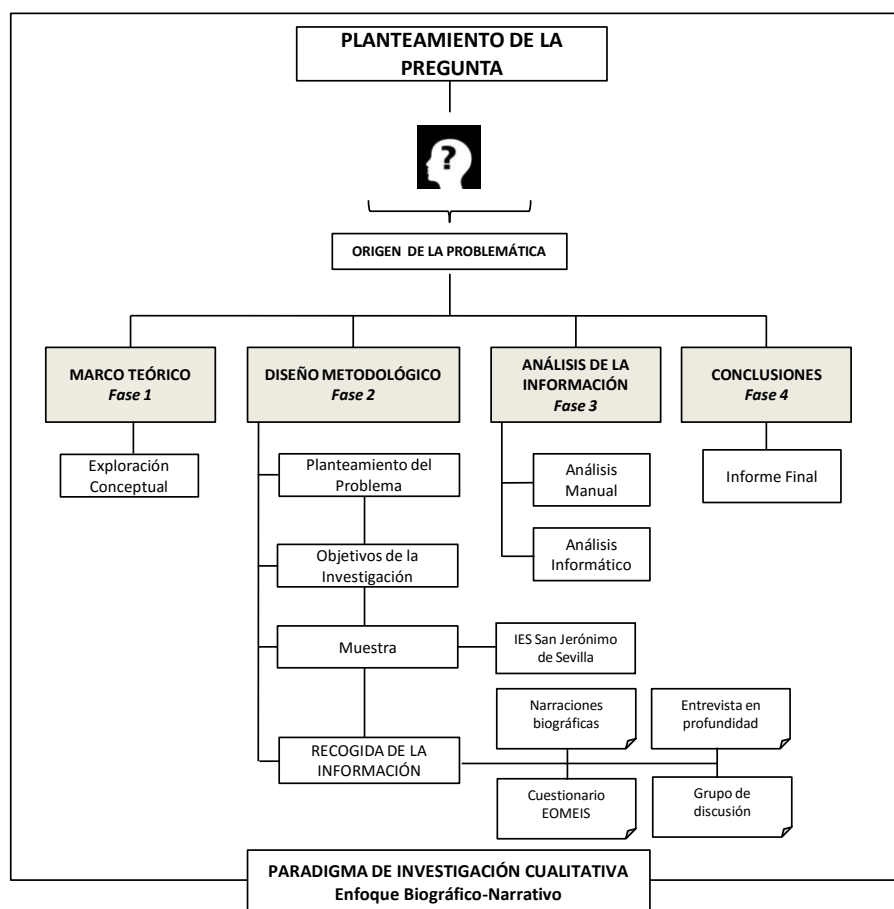 PLANTEAMIENTO DE LA
PREGUNTA
?
ORIGEN DE LA PROBLEMÁTICA
MARCO TEÓRICO
Fase 1
DISEÑO METODOLÓGICO
Fase 2
ANÁLISIS DE LA
INFORMACIÓN
Fase 3
CONCLUSIONES
Fase 4
Exploración
Conceptual
Planteamiento del
Problema
Análisis
Manual
Informe Final
Objetivos de la
Investigación
Análisis
Informático
Muestra
IES San Jerónimo
de Sevilla
Narraciones
biográficas
Entrevista en
profundidad
RECOGIDA DE LA
INFORMACIÓN
Cuestionario
EOMEIS
Grupo de
discusión
PARADIGMA DE INVESTIGACIÓN CUALITATIVA
Enfoque Biográfico-Narrativo